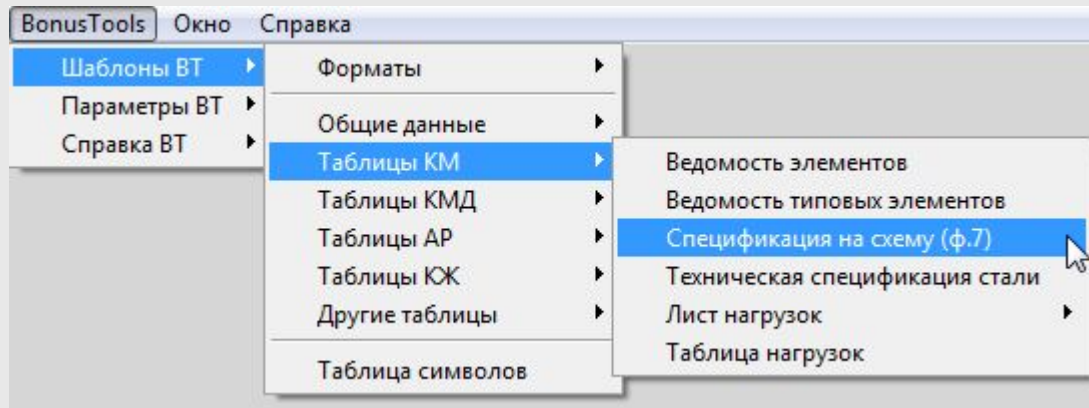 BonusTools Окно Справка
Шаблоны ВТ
Параметры ВТ
Справка ВТ
Форматы
Общие данные
Таблицы КМ
Таблицы КМД
Таблицы АР
Таблицы КЖ
Другие таблицы
Таблица символов
Ведомость элементов
Ведомость типовых элементов
Спецификация на схему (ф.7)
Техническая спецификация стали
Лист нагрузок
Таблица нагрузок